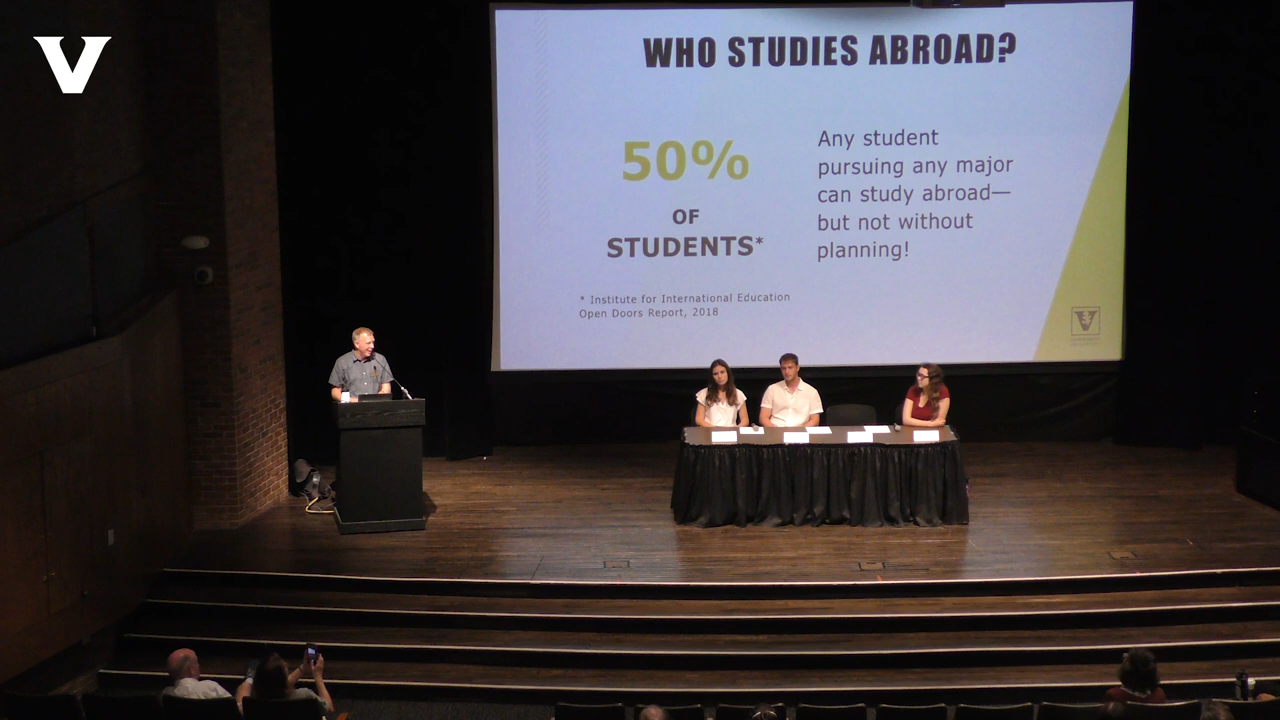 V
WHO STUDIES ABROAD?
50%
OF
STUDENTS*
Any student
pursuing any major
can study abroad—
but not without
planning!
* Institute for International Education
Open Doors Report, 2018
V